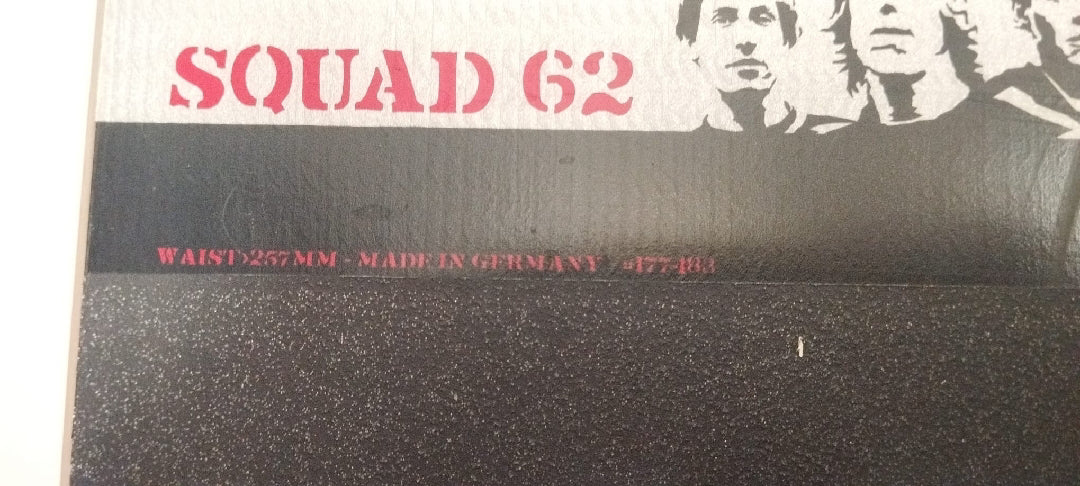 SQUAD 62
WAIST>257MM - MADE IN GERMANY